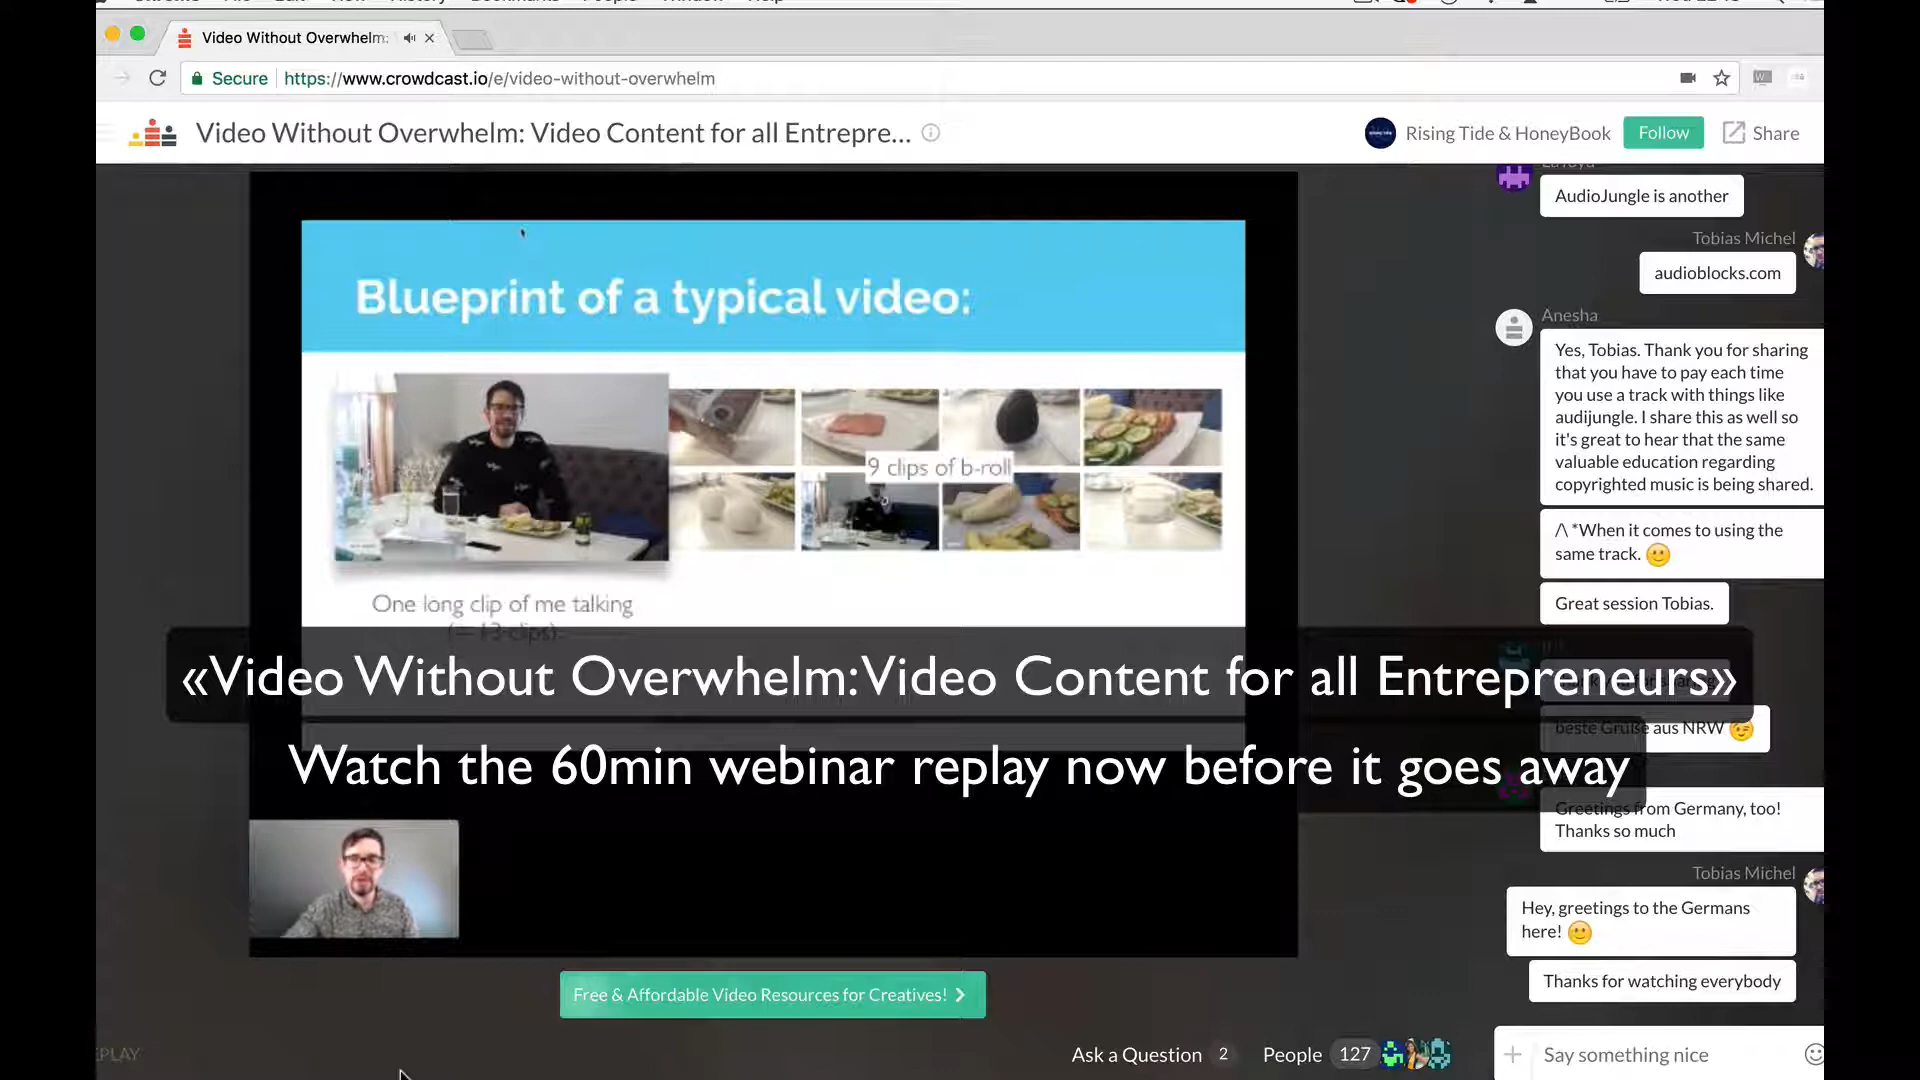 Video Without Overwhelm:
Secure
https://www.crowdcast.io/e/video-without-overwhelm
Video Without Overwhelm: Video Content for all Entrepre...
Rising Tide & HoneyBook
Follow
Share
Blueprint of a typical video:
9 clips of b-roll
One long clip of me talking
(= 13 clips)
AudioJungle is another
Tobias Michel
audioblocks.com
Anesha
Yes, Tobias. Thank you for sharing
that you have to pay each time
you use a track with things like
audijungle. I share this as well so
it's great to hear that the same
valuable education regarding
copyrighted music is being shared.
/\ *When it comes to using the
same track.
Great session Tobias.
beste Grüße aus NRW
Greetings from Germany, too!
Thanks so much
Tobias Michel
Hey, greetings to the Germans
here!
Thanks for watching everybody
«Video Without Overwhelm: Video Content for all Entrepreneurs»
Watch the 60min webinar replay now before it goes away
Free & Affordable Video Resources for Creatives!
Ask a Question 2
People 127
Say something nice